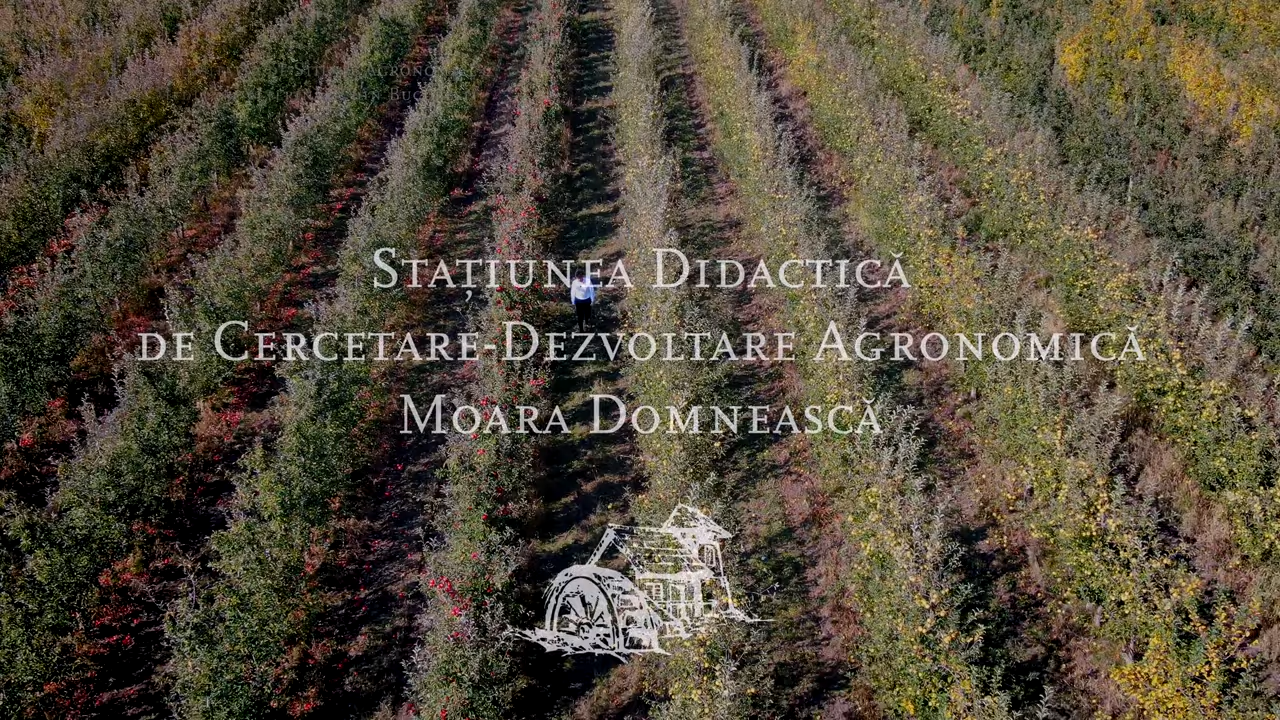 Stațiunea Didactică
de Cercetare-Dezvoltare Agronomică
Moara Domnească